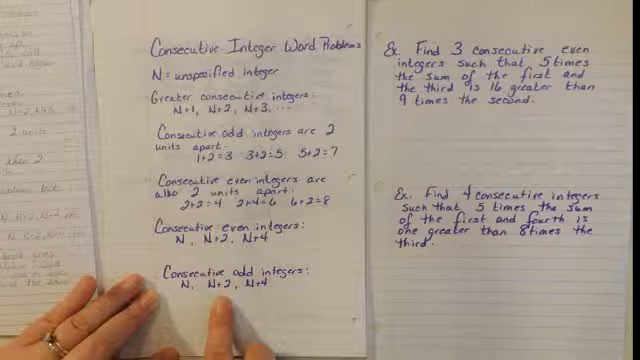 Consecutive Integer Word Problems
N = unspecified integer
Greater consecutive integers:
N+1, N+2, N+3, ...
Consecutive odd integers are 2
units apart.
1+2=3 3+2=5 5+2=7
Consecutive even integers are
also 2 units apart.
2+2=4 2+4=6 6+2=8
Consecutive even integers:
N, N+2, N+4
Consecutive odd integers:
N, N+2, N+4
Ex. Find 3 consecutive even
integers such that 5 times
the sum of the first and
the third is 16 greater than
9 times the second.
Ex. Find 4 consecutive integers
such that 5 times the sum
of the first and fourth is
one greater than 8 times the
third.
2 units